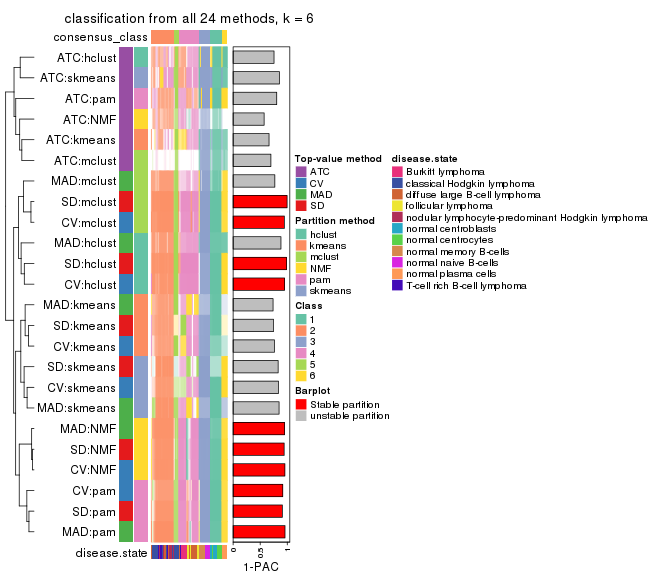 classification from all 24 methods, k = 6
consensus_class
ATC:hclust
ATC:skmeans
ATC:pam
ATC:NMF
ATC:kmeans
ATC:mclust
MAD:mclust
SD:mclust
CV:mclust
MAD:hclust
SD:hclust
CV:hclust
MAD:kmeans
SD:kmeans
CV:kmeans
SD:skmeans
CV:skmeans
MAD:skmeans
MAD:NMF
SD:NMF
CV:NMF
CV:pam
SD:pam
MAD:pam
disease.state
0
0.5
1
1-PAC
Top-value method
ATC
CV
MAD
SD
Partition method
hclust
kmeans
mclust
NMF
pam
skmeans
Class
1
2
3
4
5
6
Barplot
Stable partition
unstable partition
disease.state
Burkitt lymphoma
classical Hodgkin lymphoma
diffuse large B-cell lymphoma
follicular lymphoma
nodular lymphocyte-predominant Hodgkin lymphoma
normal centroblasts
normal centrocytes
normal memory B-cells
normal naive B-cells
normal plasma cells
T-cell rich B-cell lymphoma